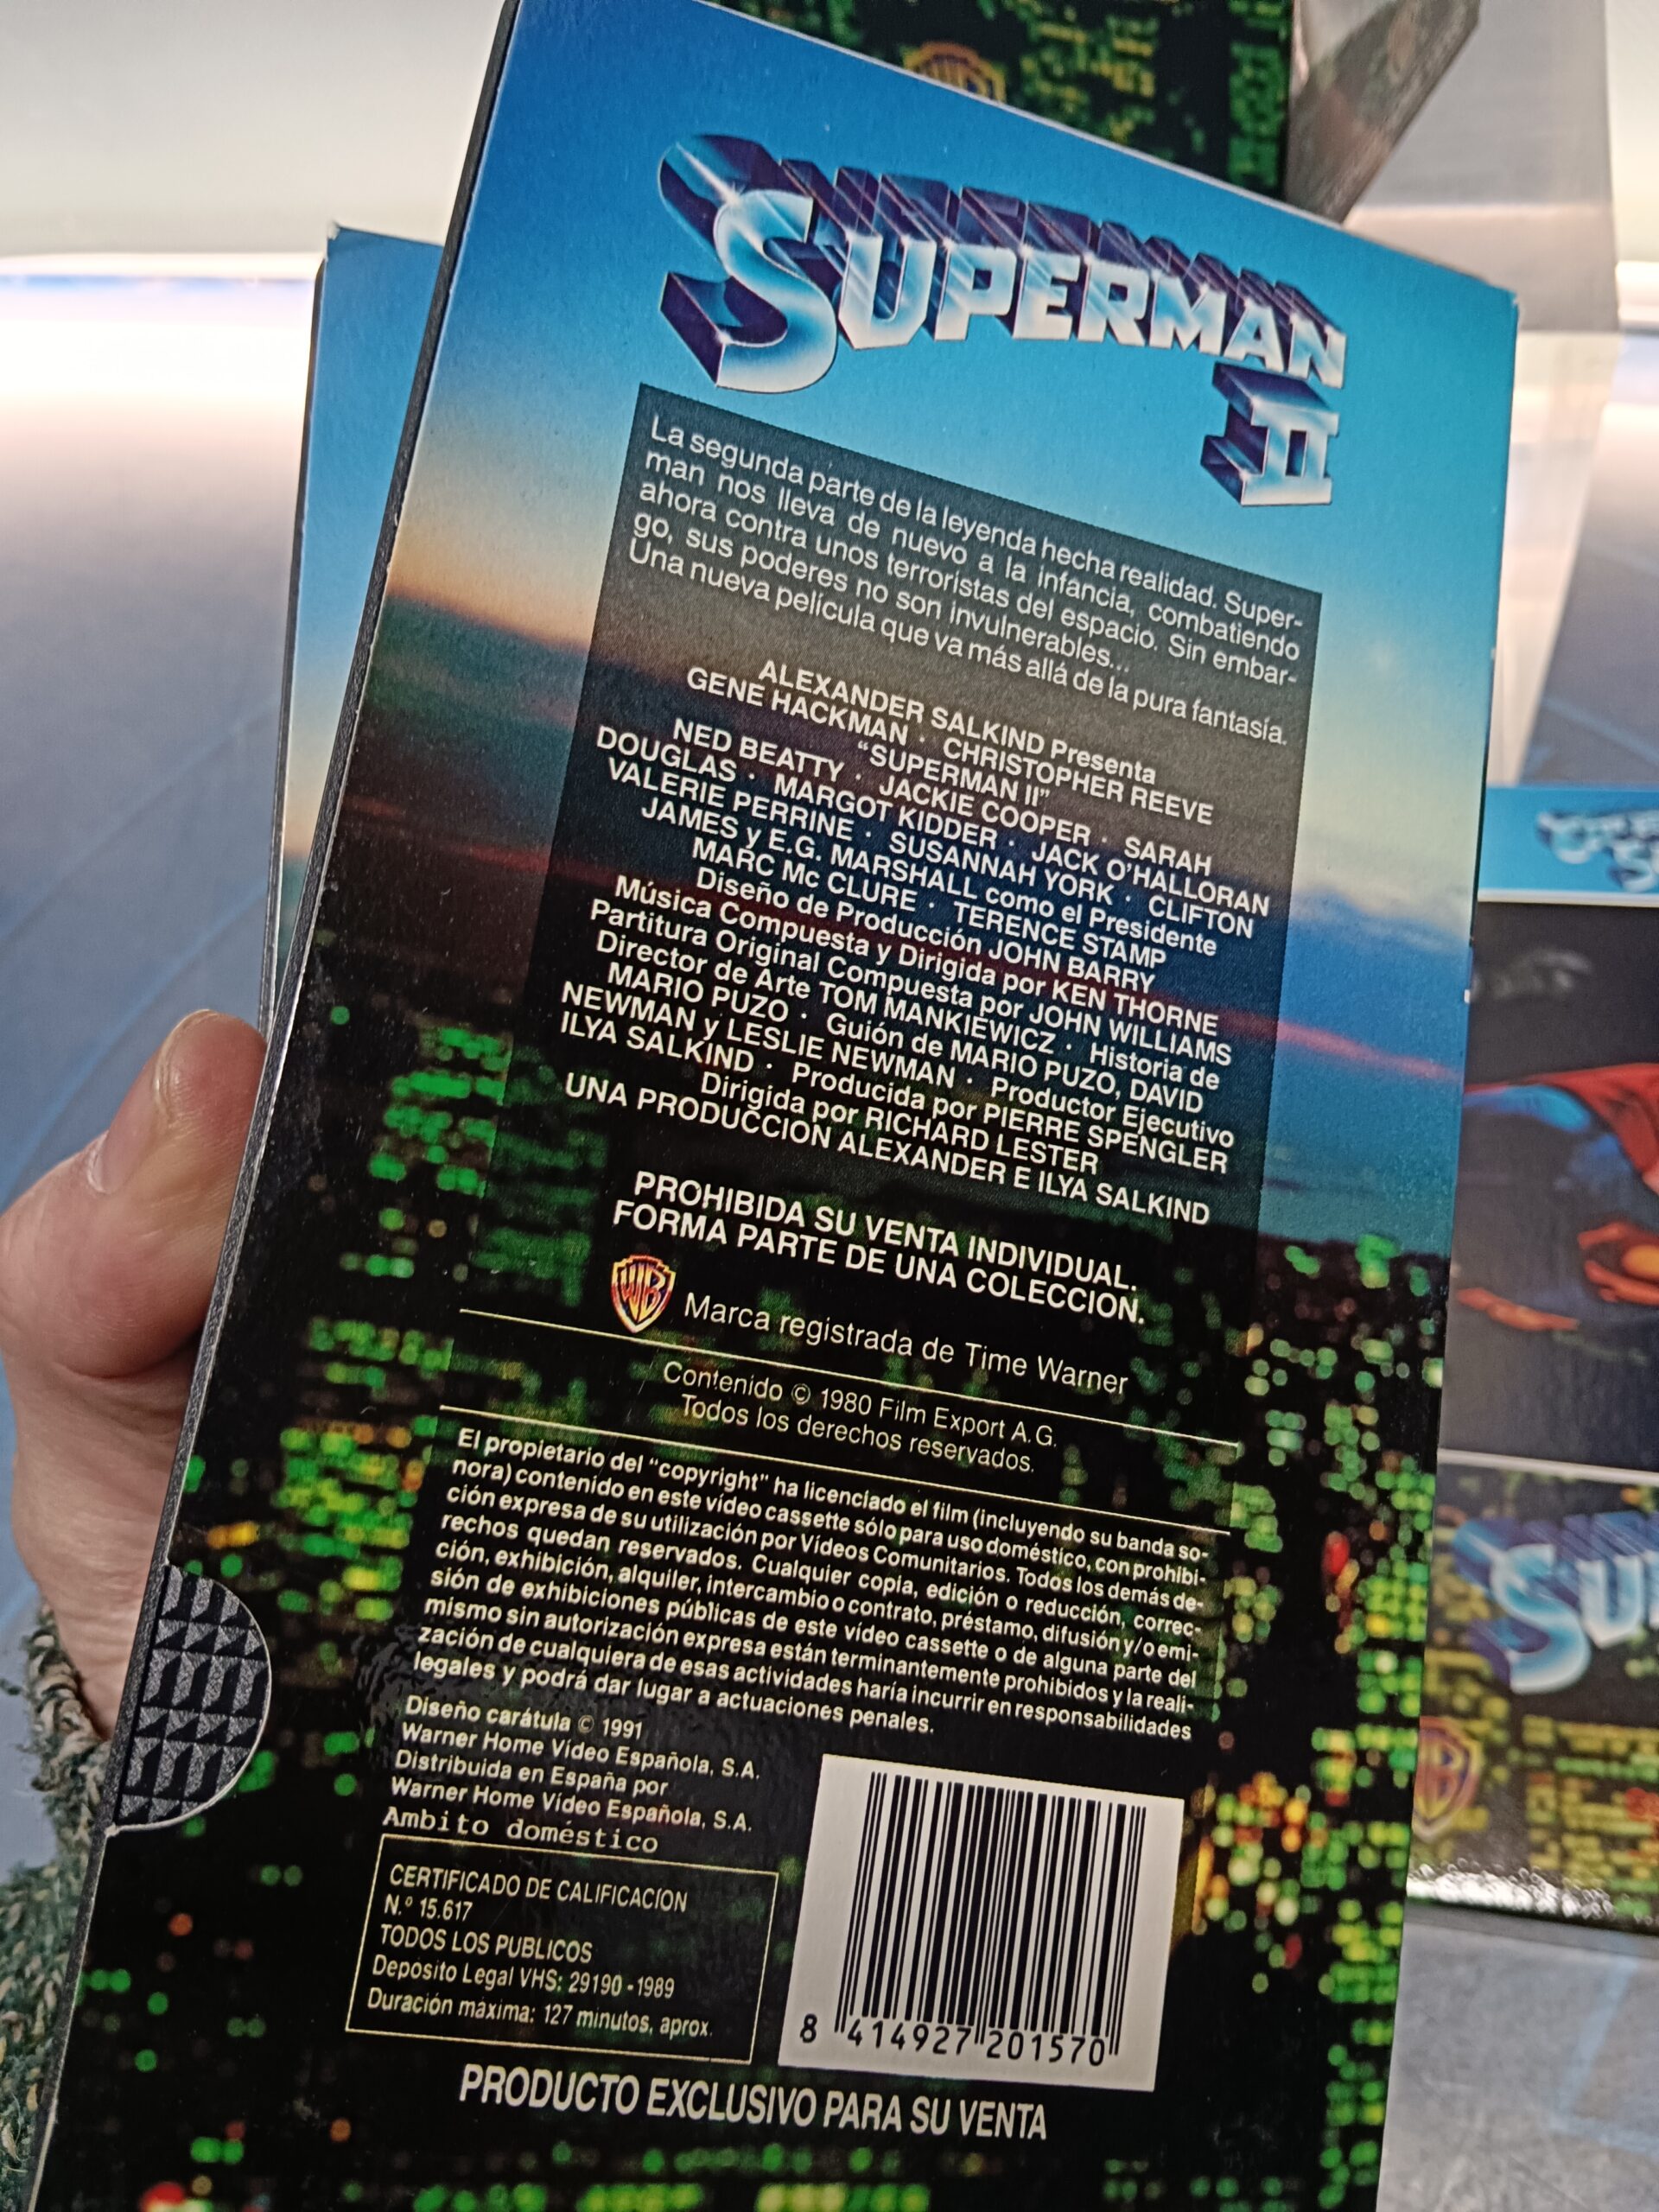 SUPERMAN
II
La segunda parte de la leyenda hecha realidad. Super-
man nos lleva de nuevo a la infancia, combatiendo
ahora contra unos terroristas del espacio. Sin embar-
go, sus poderes no son invulnerables...
Una nueva película que va más allá de la pura fantasía.
ALEXANDER SALKIND Presenta
GENE HACKMAN · CHRISTOPHER REEVE
“SUPERMAN II”
NED BEATTY · JACKIE COOPER · SARAH
DOUGLAS · MARGOT KIDDER · JACK O’HALLORAN
VALERIE PERRINE · SUSANNAH YORK · CLIFTON
JAMES y E.G. MARSHALL como el Presidente
MARC Mc CLURE · TERENCE STAMP
Diseño de Producción JOHN BARRY
Música Compuesta y Dirigida por KEN THORNE
Partitura Original Compuesta por JOHN WILLIAMS
Director de Arte TOM MANKIEWICZ · Historia de
MARIO PUZO · Guión de MARIO PUZO, DAVID
NEWMAN y LESLIE NEWMAN · Productor Ejecutivo
ILYA SALKIND · Producida por PIERRE SPENGLER
Dirigida por RICHARD LESTER
UNA PRODUCCION ALEXANDER E ILYA SALKIND
PROHIBIDA SU VENTA INDIVIDUAL.
FORMA PARTE DE UNA COLECCION.
WB Marca registrada de Time Warner
Contenido © 1980 Film Export A.G.
Todos los derechos reservados.
El propietario del “copyright” ha licenciado el film (incluyendo su banda so-
nora) contenido en este vídeo cassette sólo para uso doméstico, con prohibi-
ción expresa de su utilización por Vídeos Comunitarios. Todos los demás de-
rechos quedan reservados. Cualquier copia, edición o reducción, correc-
ción, exhibición, alquiler, intercambio o contrato, préstamo, difusión y/o emi-
sión de exhibiciones públicas de este vídeo cassette o de alguna parte del
mismo sin autorización expresa están terminantemente prohibidos y la reali-
zación de cualquiera de esas actividades haría incurrir en responsabilidades
legales y podrá dar lugar a actuaciones penales.
Diseño carátula © 1991
Warner Home Vídeo Española, S.A.
Distribuida en España por
Warner Home Vídeo Española, S.A.
Ambito doméstico
CERTIFICADO DE CALIFICACION
N.º 15.617
TODOS LOS PUBLICOS
Depósito Legal VHS: 29190-1989
Duración máxima: 127 minutos, aprox.
8 414927 201570
PRODUCTO EXCLUSIVO PARA SU VENTA
SU